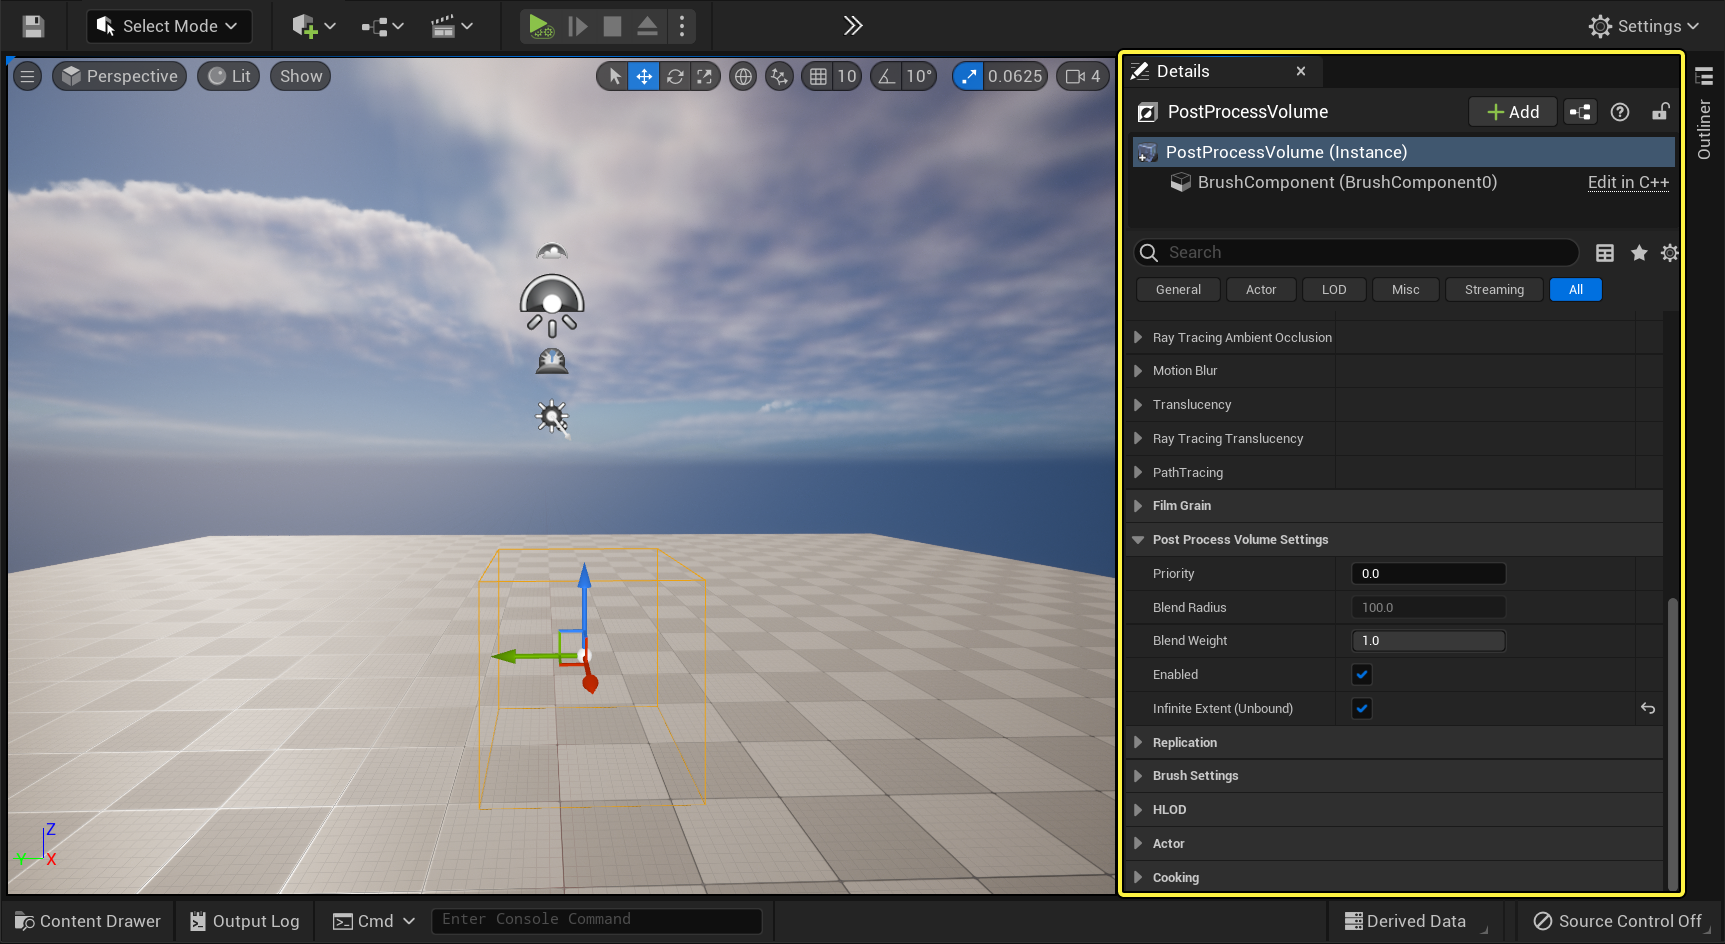 Select Mode
Settings
Perspective
Lit
Show
10
10°
0.0625
4
Details
PostProcessVolume
Add
PostProcessVolume (Instance)
BrushComponent (BrushComponent0)
Edit in C++
Search
General
Actor
LOD
Misc
Streaming
All
Ray Tracing Ambient Occlusion
Motion Blur
Translucency
Ray Tracing Translucency
PathTracing
Film Grain
Post Process Volume Settings
Priority
0.0
Blend Radius
100.0
Blend Weight
1.0
Enabled
Infinite Extent (Unbound)
Replication
Brush Settings
HLOD
Actor
Cooking
Outliner
Z
Y
X
Content Drawer
Output Log
Cmd
Enter Console Command
Derived Data
Source Control Off